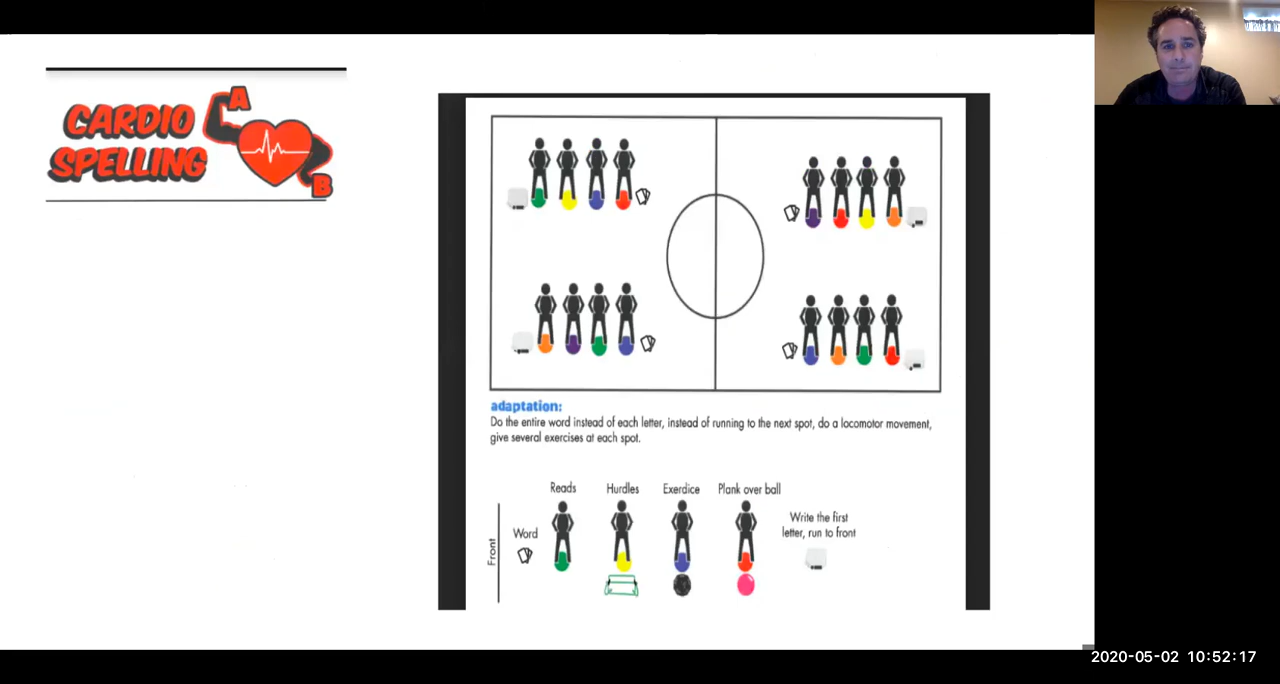 CARDIO
SPELLING
A
B
adaptation:
Do the entire word instead of each letter, instead of running to the next spot, do a locomotor movement,
give several exercises at each spot.
Reads Hurdles Exerdice Plank over ball
Front
Word
Write the first
letter, run to front
2020-05-02 10:52:17